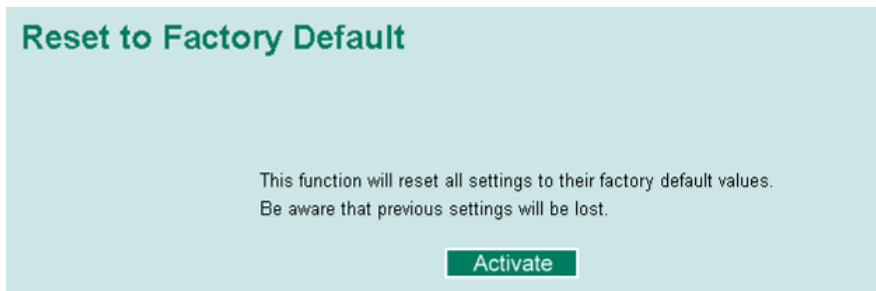 Reset to Factory Default
This function will reset all settings to their factory default values.
Be aware that previous settings will be lost.
Activate